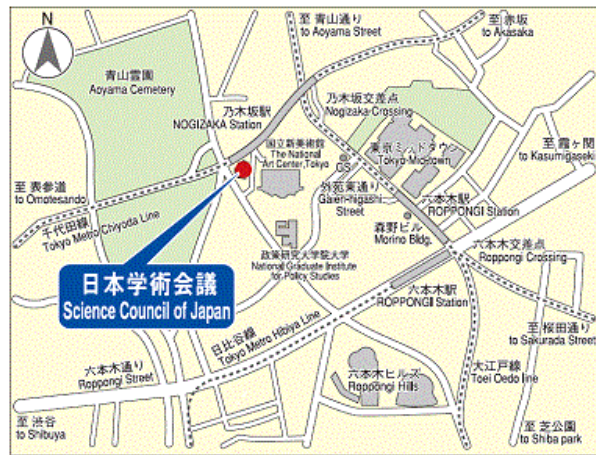 N
至 青山通り
to Aoyama Street
至 赤坂
to Akasaka
青山霊園
Aoyama Cemetery
乃木坂駅
NOGIZAKA Station
乃木坂交差点
Nogizaka Crossing
国立新美術館
The National
Art Center,Tokyo
GS
東京ミッドタウン
Tokyo Mid-town
至 霞ヶ関
to Kasumigaseki
至 表参道
to Omotesando
外苑東通り
Gaien-higashi
Street
六本木駅
ROPPONGI Station
千代田線
Tokyo Metro Chiyoda Line
森野ビル
Morino Bldg.
六本木交差点
Roppongi Crossing
政策研究大学院大学
National Graduate Institute
for Policy Studies
日本学術会議
Science Council of Japan
六本木駅
ROPPONGI Station
日比谷線
Tokyo Metro Hibiya Line
至 桜田通り
to Sakurada Street
六本木通り
Roppongi Street
六本木ヒルズ
Roppongi Hills
大江戸線
Toei Oedo line
至 渋谷
to Shibuya
至 芝公園
to Shiba park